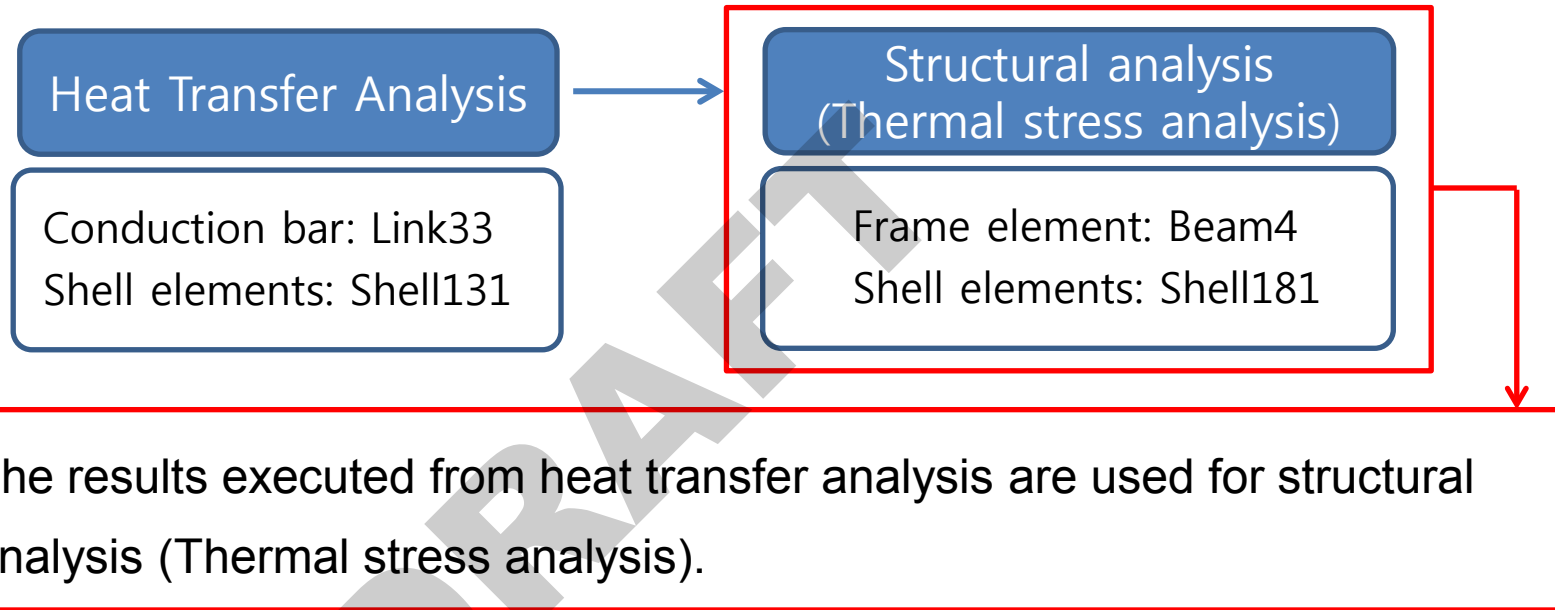 Heat Transfer Analysis
Conduction bar: Link33
Shell elements: Shell131
Structural analysis
(Thermal stress analysis)
Frame element: Beam4
Shell elements: Shell181
he results executed from heat transfer analysis are used for structural
nalysis (Thermal stress analysis).
DRAFT